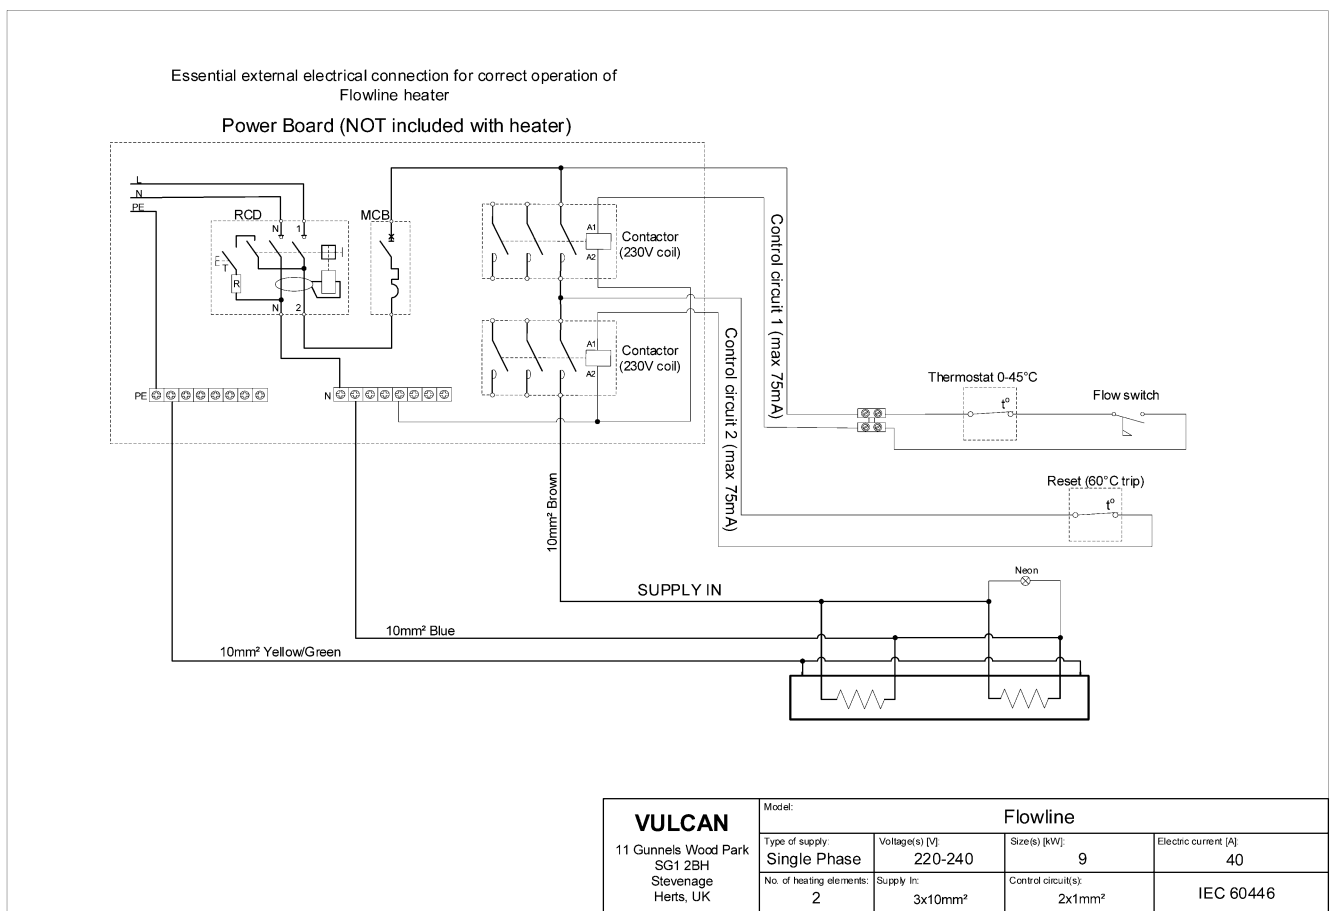 Essential external electrical connection for correct operation of
Flowline heater
Power Board (NOT included with heater)
L
N
PE
RCD
MCB
N
1
E
T
R
N
2
A1
A2
Contactor
(230V coil)
A1
A2
Contactor
(230V coil)
Control circuit 1 (max 75mA)
Control circuit 2 (max 75mA)
PE
N
Thermostat 0-45°C
t°
Flow switch
Reset (60°C trip)
t°
10mm² Brown
Neon
SUPPLY IN
10mm² Blue
10mm² Yellow/Green
VULCAN
11 Gunnels Wood Park
SG1 2BH
Stevenage
Herts, UK
Model:
Flowline
Type of supply:
Single Phase
Voltage(s) [V]:
220-240
Size(s) [kW]:
9
Electric current [A]:
40
No. of heating elements:
2
Supply In:
3x10mm²
Control circuit(s):
2x1mm²
IEC 60446